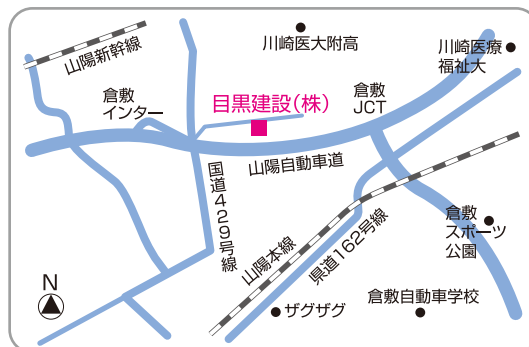 山陽新幹線
川崎医大附高
川崎医療
福祉大
倉敷
インター
目黒建設(株)
倉敷
JCT
山陽自動車道
国道429号線
山陽本線
県道162号線
倉敷
スポーツ
公園
N
ザグザグ
倉敷自動車学校